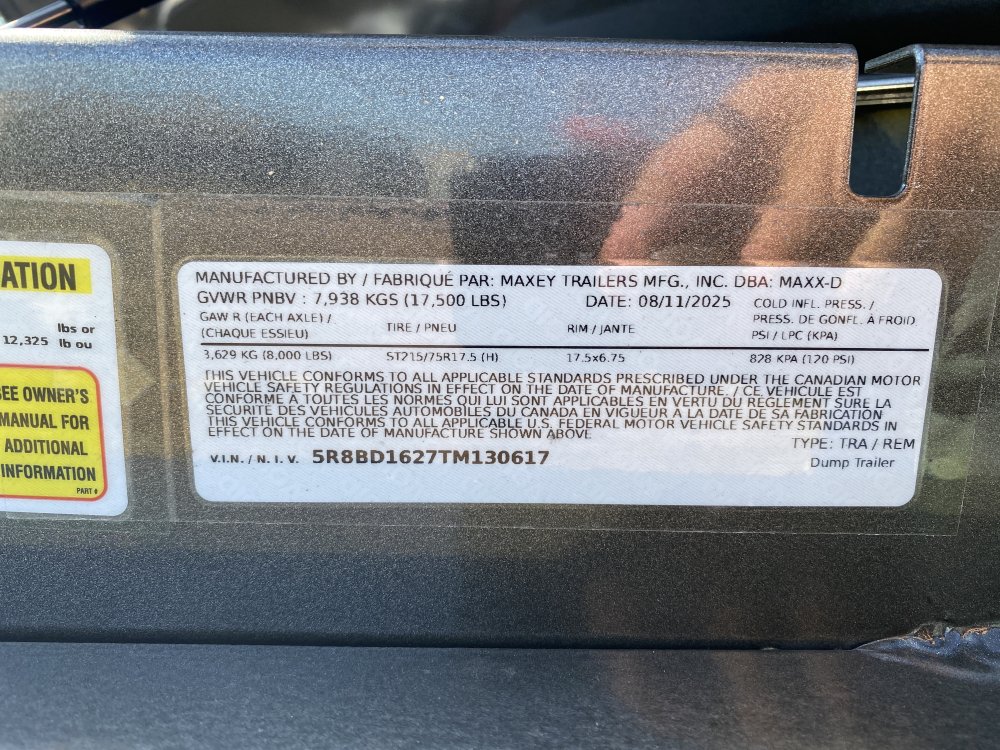 ATION
lbs or
12,325 lb ou
EE OWNER'S
MANUAL FOR
ADDITIONAL
INFORMATION
PART #
MANUFACTURED BY / FABRIQUÉ PAR: MAXEY TRAILERS MFG., INC. DBA: MAXX-D
GVWR PNBV : 7,938 KGS (17,500 LBS) DATE: 08/11/2025
GAW R (EACH AXLE) / (CHAQUE ESSIEU) TIRE / PNEU RIM / JANTE COLD INFL. PRESS. / PRESS. DE GONFL. À FROID PSI / LPC (KPA)
3,629 KG (8,000 LBS) ST215/75R17.5 (H) 17.5x6.75 828 KPA (120 PSI)
THIS VEHICLE CONFORMS TO ALL APPLICABLE STANDARDS PRESCRIBED UNDER THE CANADIAN MOTOR
VEHICLE SAFETY REGULATIONS IN EFFECT ON THE DATE OF MANUFACTURE. / CE VÉHICULE EST
CONFORME A TOUTES LES NORMES QUI LUI SONT APPLICABLES EN VERTU DU REGLEMENT SUR LA
SECURITE DES VEHICULES AUTOMOBILES DU CANADA EN VIGUEUR A LA DATE DE SA FABRICATION
THIS VEHICLE CONFORMS TO ALL APPLICABLE U.S. FEDERAL MOTOR VEHICLE SAFETY STANDARDS IN
EFFECT ON THE DATE OF MANUFACTURE SHOWN ABOVE
TYPE: TRA / REM
V.I.N. / N. I. V. 5R8BD1627TM130617 Dump Trailer